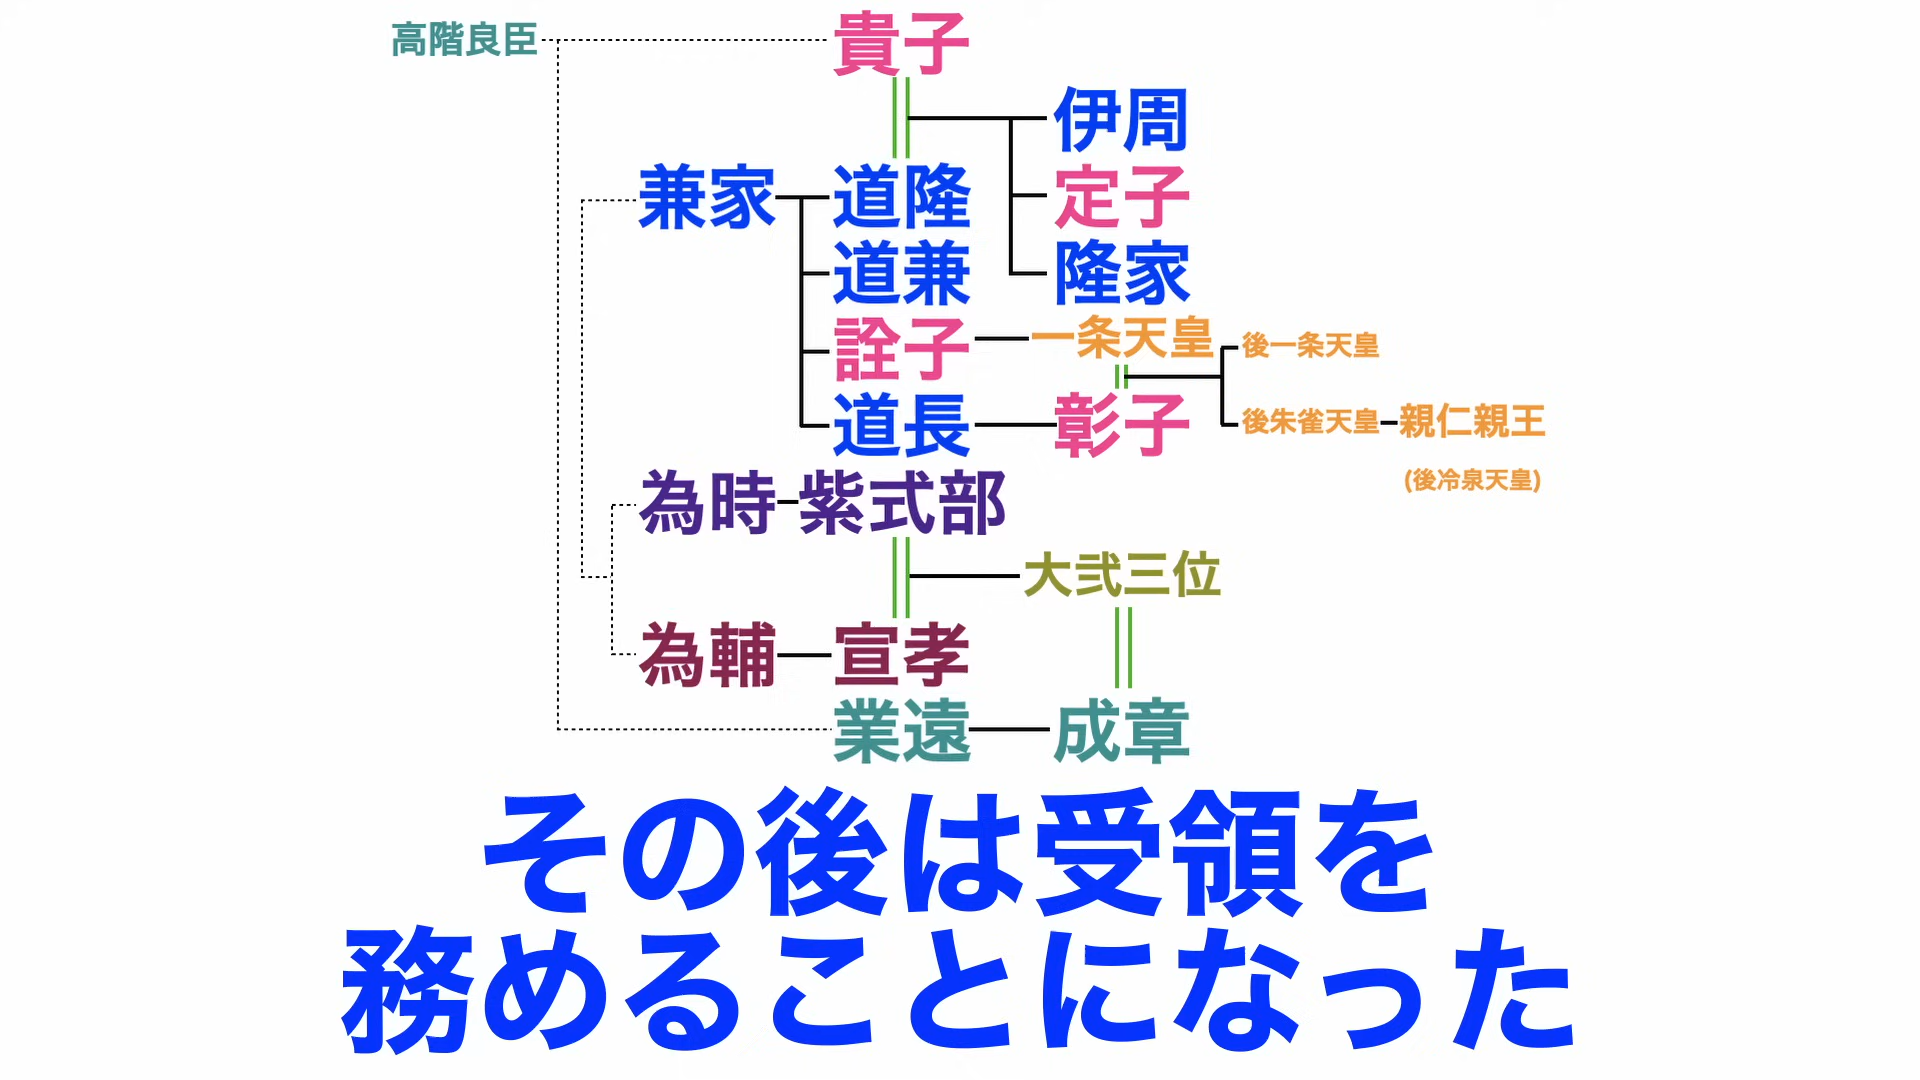 高階良臣
貴子
伊周
兼家
道隆
定子
道兼
隆家
詮子
一条天皇
後一条天皇
道長
彰子
後朱雀天皇
親仁親王
(後冷泉天皇)
為時
紫式部
大弐三位
為輔
宣孝
業遠
成章
その後は受領を
務めることになった